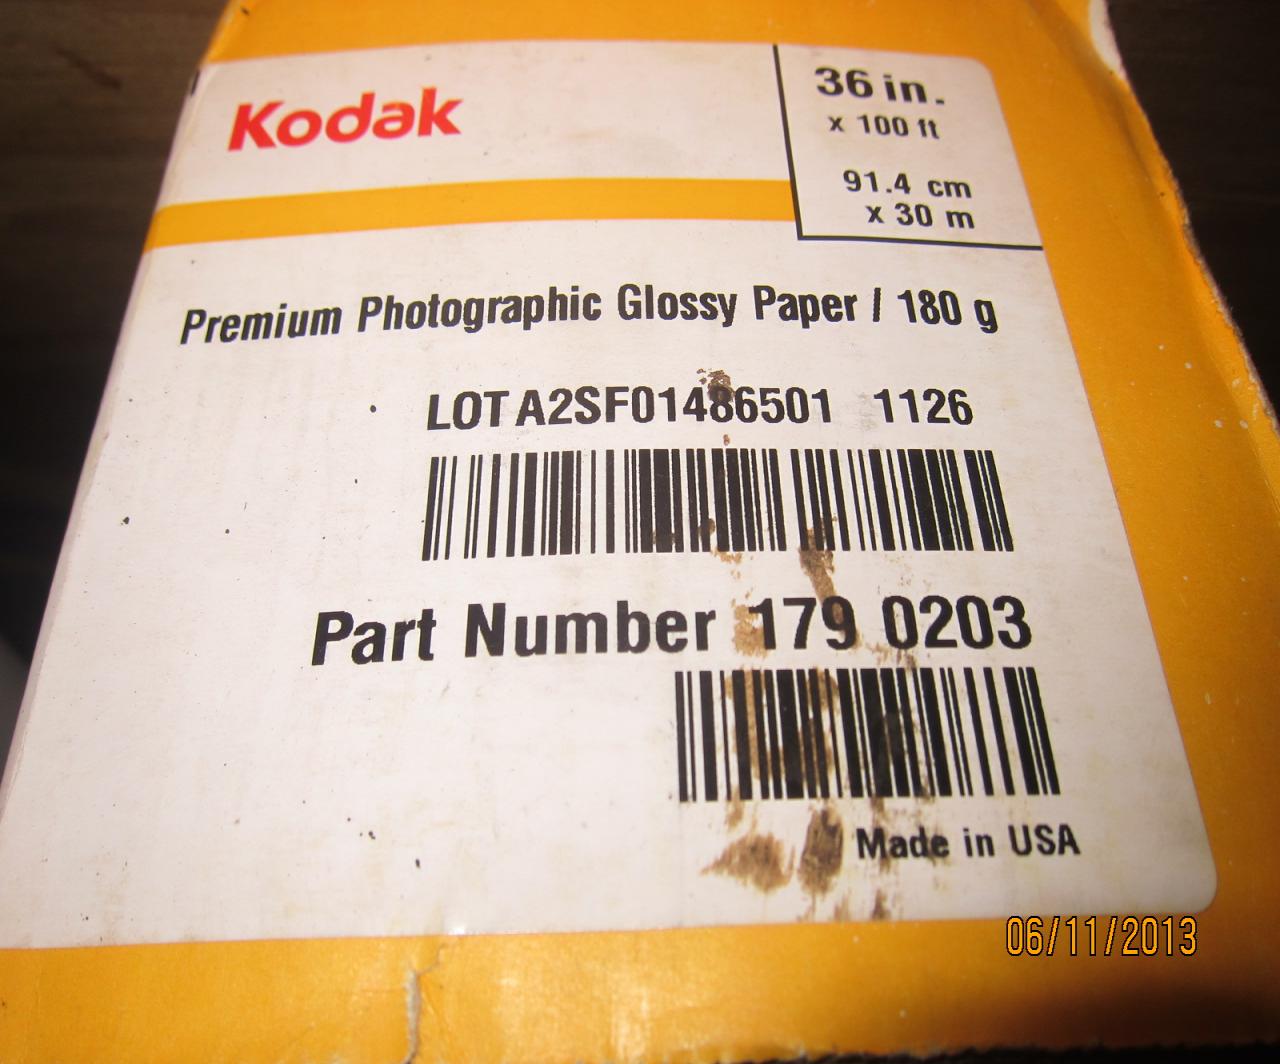 Kodak
36 in.
x 100 ft
91.4 cm
x 30 m
Premium Photographic Glossy Paper / 180 g
LOT A2SF01486501 1126
Part Number 179 0203
Made in USA
06/11/2013